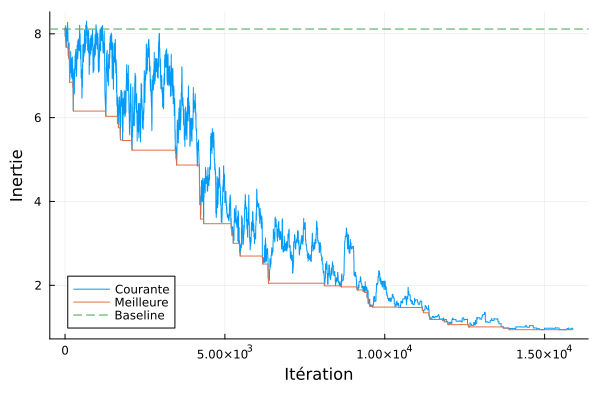 Inertie
8
6
4
2
Courante
Meilleure
Baseline
0
5.00×10³
1.00×10⁴
1.50×10⁴
Itération